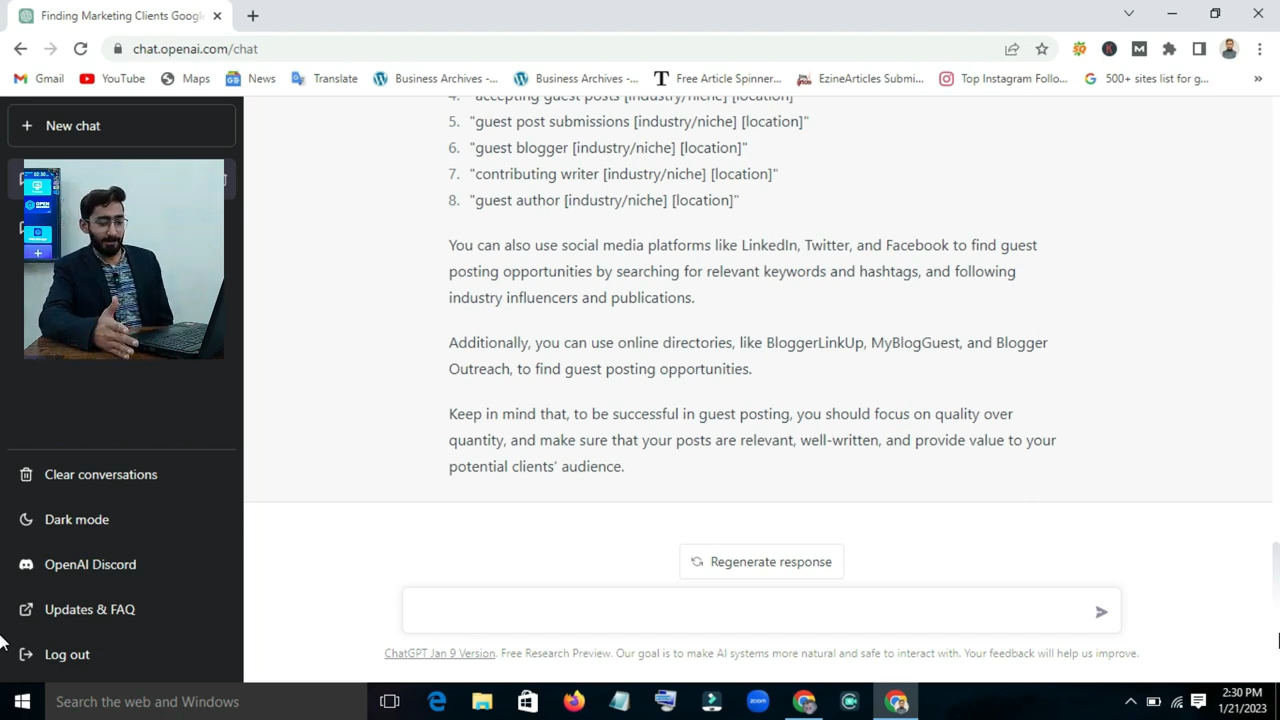 Finding Marketing Clients Google
chat.openai.com/chat
Gmail
YouTube
Maps
News
Translate
Business Archives -...
Business Archives -...
Free Article Spinner...
EzineArticles Submi...
Top Instagram Follo...
500+ sites list for g...
New chat
4. "accepting guest posts [industry/niche] [location]"
5. "guest post submissions [industry/niche] [location]"
6. "guest blogger [industry/niche] [location]"
7. "contributing writer [industry/niche] [location]"
8. "guest author [industry/niche] [location]"
You can also use social media platforms like LinkedIn, Twitter, and Facebook to find guest
posting opportunities by searching for relevant keywords and hashtags, and following
industry influencers and publications.
Additionally, you can use online directories, like BloggerLinkUp, MyBlogGuest, and Blogger
Outreach, to find guest posting opportunities.
Keep in mind that, to be successful in guest posting, you should focus on quality over
quantity, and make sure that your posts are relevant, well-written, and provide value to your
potential clients' audience.
Clear conversations
Dark mode
OpenAI Discord
Updates & FAQ
Log out
Regenerate response
ChatGPT Jan 9 Version. Free Research Preview. Our goal is to make AI systems more natural and safe to interact with. Your feedback will help us improve.
Search the web and Windows
zoom
2:30 PM
1/21/2023